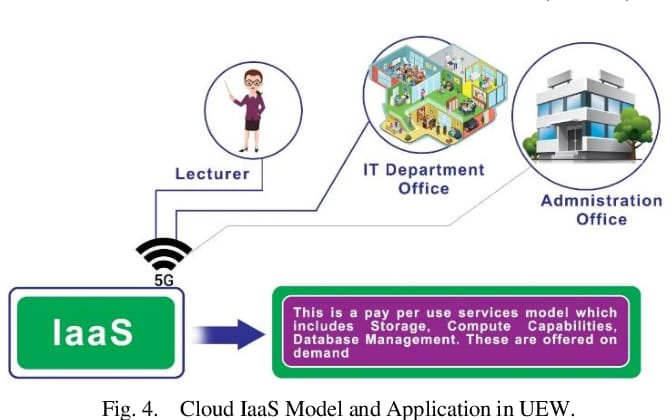 Lecturer
IT Department
Office
Admnistration
Office
5G
IaaS
This is a pay per use services model which
includes Storage, Compute Capabilities,
Database Management. These are offered on
demand
Fig. 4. Cloud IaaS Model and Application in UEW.